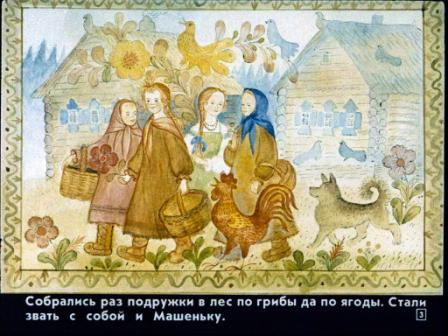 Собрались раз подружки в лес по грибы да по ягоды. Стали
звать с собой и Машеньку.
3